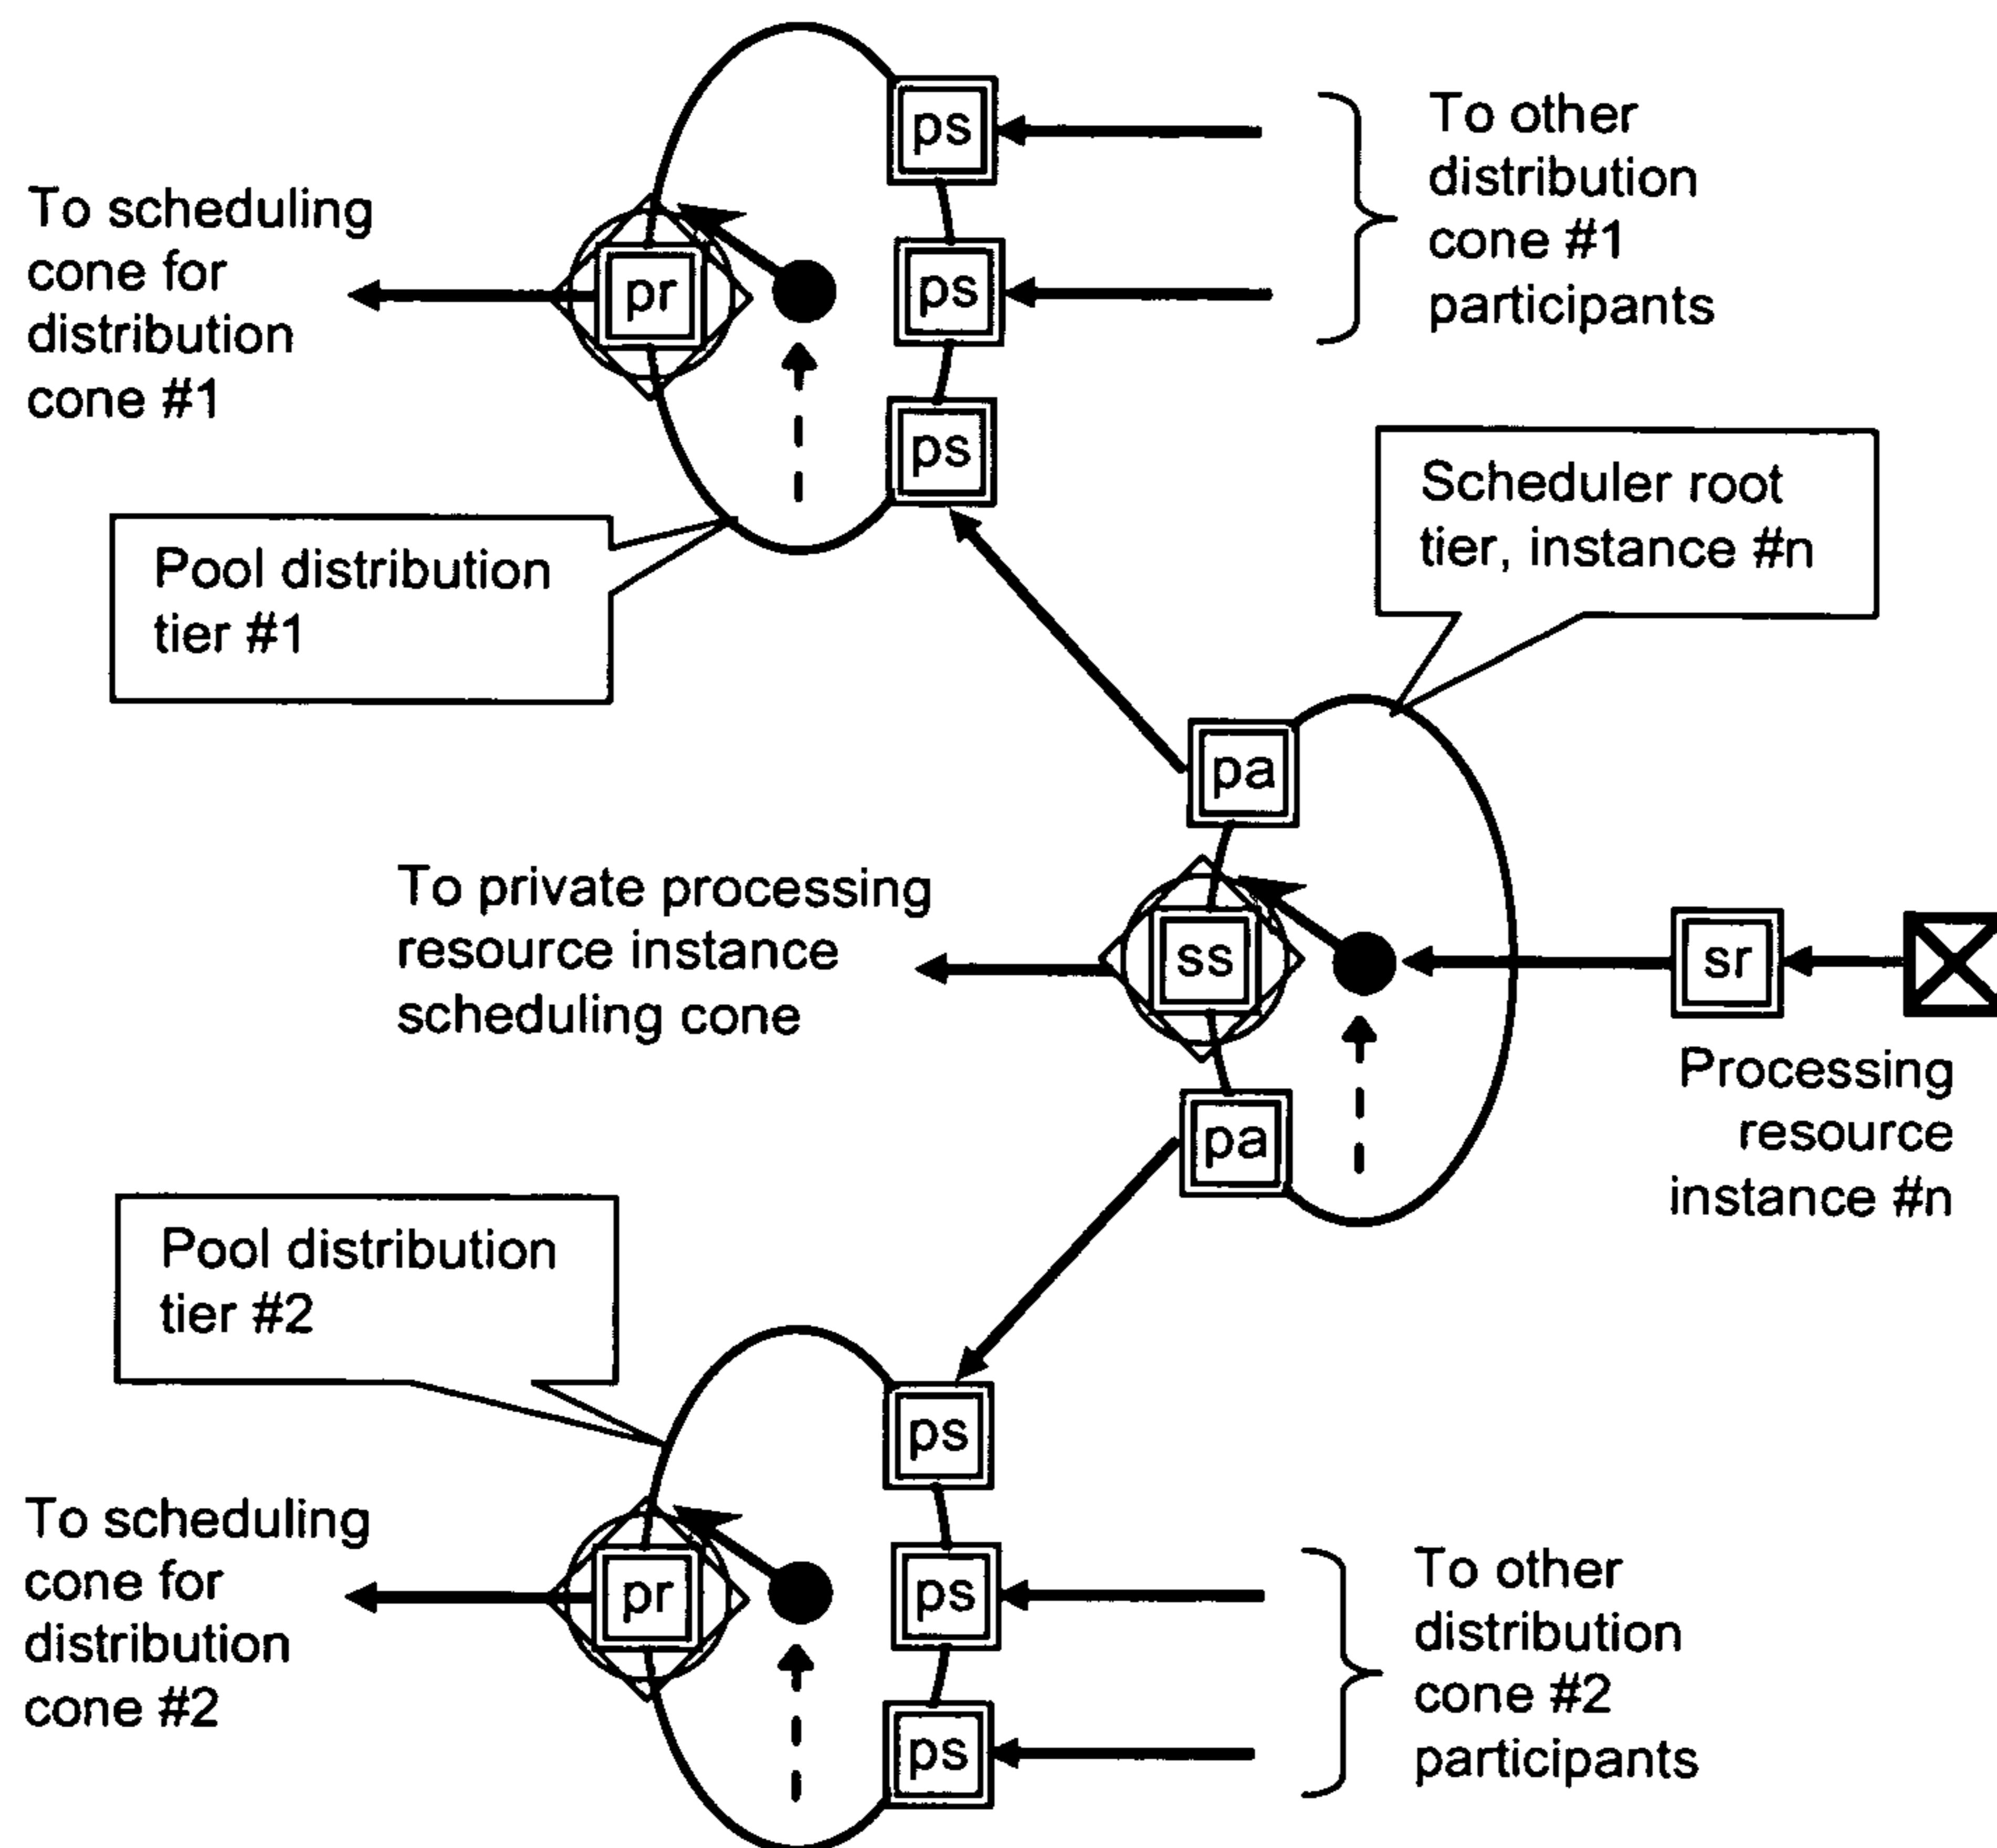 ps
To other
distribution
cone #1
participants
To scheduling
cone for
distribution
cone #1
pr
ps
ps
Scheduler root
tier, instance #n
Pool distribution
tier #1
pa
To private processing
resource instance
scheduling cone
ss
sr
Processing
resource
instance #n
pa
Pool distribution
tier #2
ps
To scheduling
cone for
distribution
cone #2
pr
ps
To other
distribution
cone #2
participants
ps